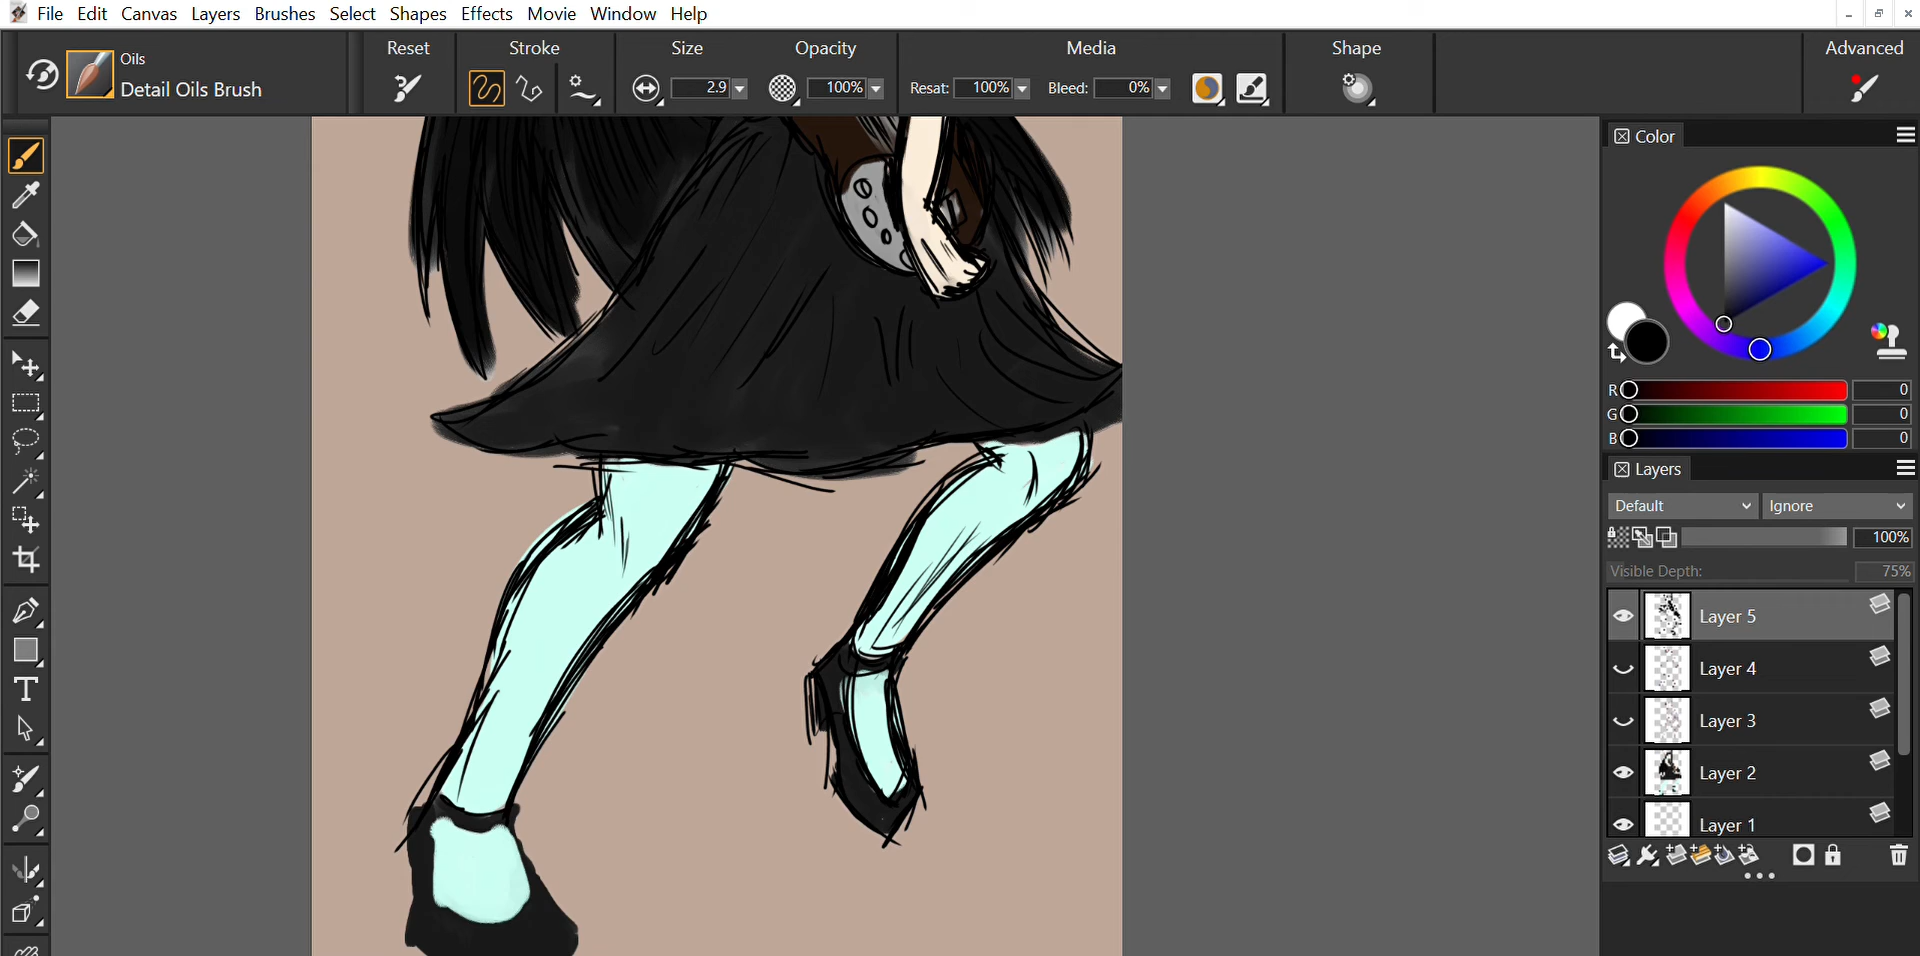 File Edit Canvas Layers Brushes Select Shapes Effects Movie Window Help
Reset Stroke Size Opacity Media Shape Advanced
Oils
Detail Oils Brush
2.9 100% Resat: 100% Bleed: 0%
Color
R 0
G 0
B 0
Layers
Default Ignore
100%
Visible Depth: 75%
Layer 5
Layer 4
Layer 3
Layer 2
Layer 1